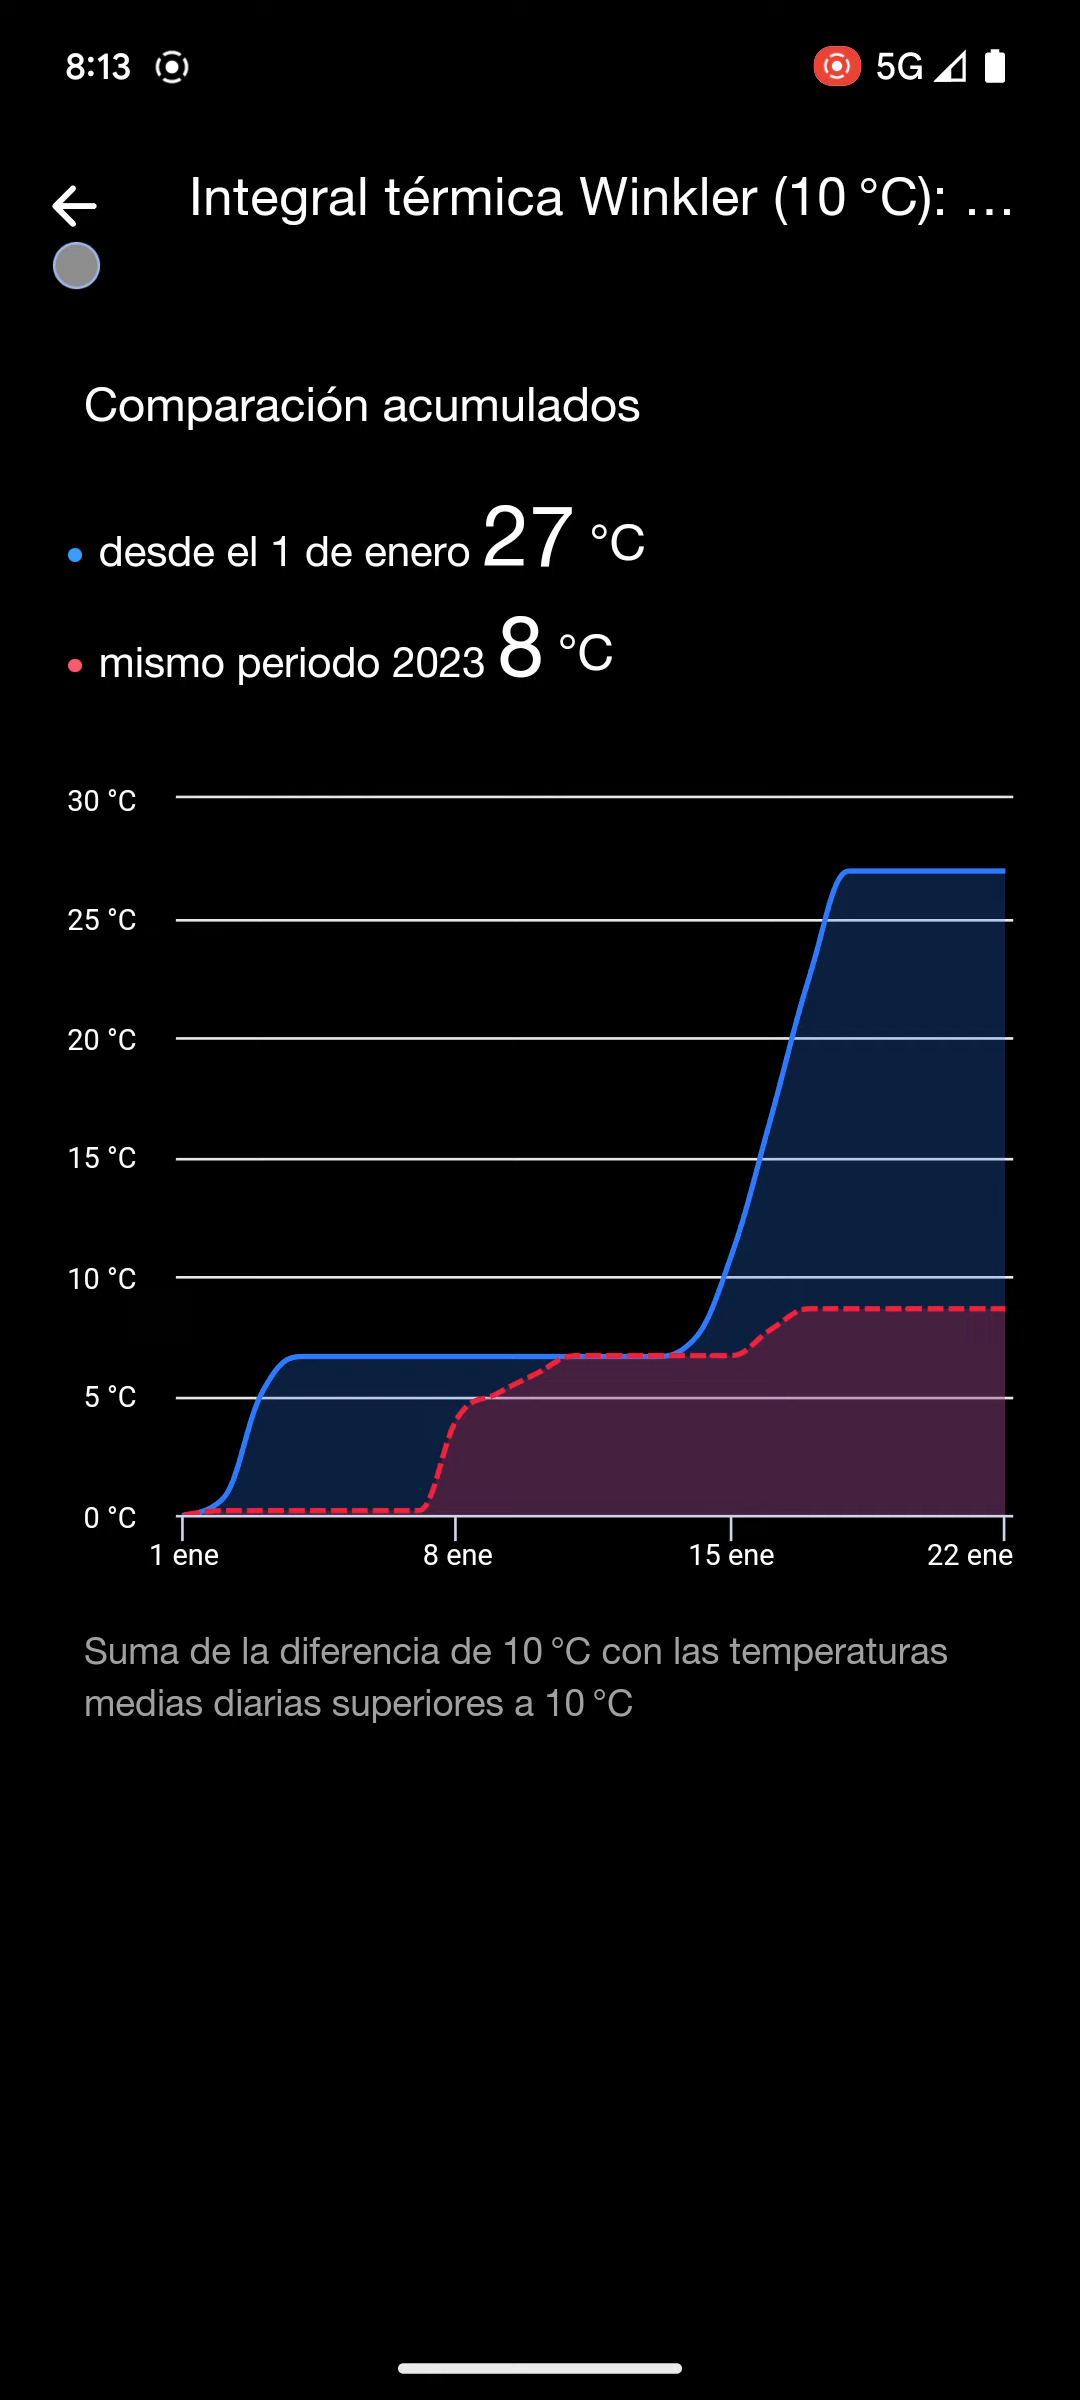 8:13
5G
Integral térmica Winkler (10 °C): ...
Comparación acumulados
desde el 1 de enero 27 °C
mismo periodo 2023 8 °C
30 °C
25 °C
20 °C
15 °C
10 °C
5 °C
0 °C
1 ene 8 ene 15 ene 22 ene
Suma de la diferencia de 10 °C con las temperaturas
medias diarias superiores a 10 °C